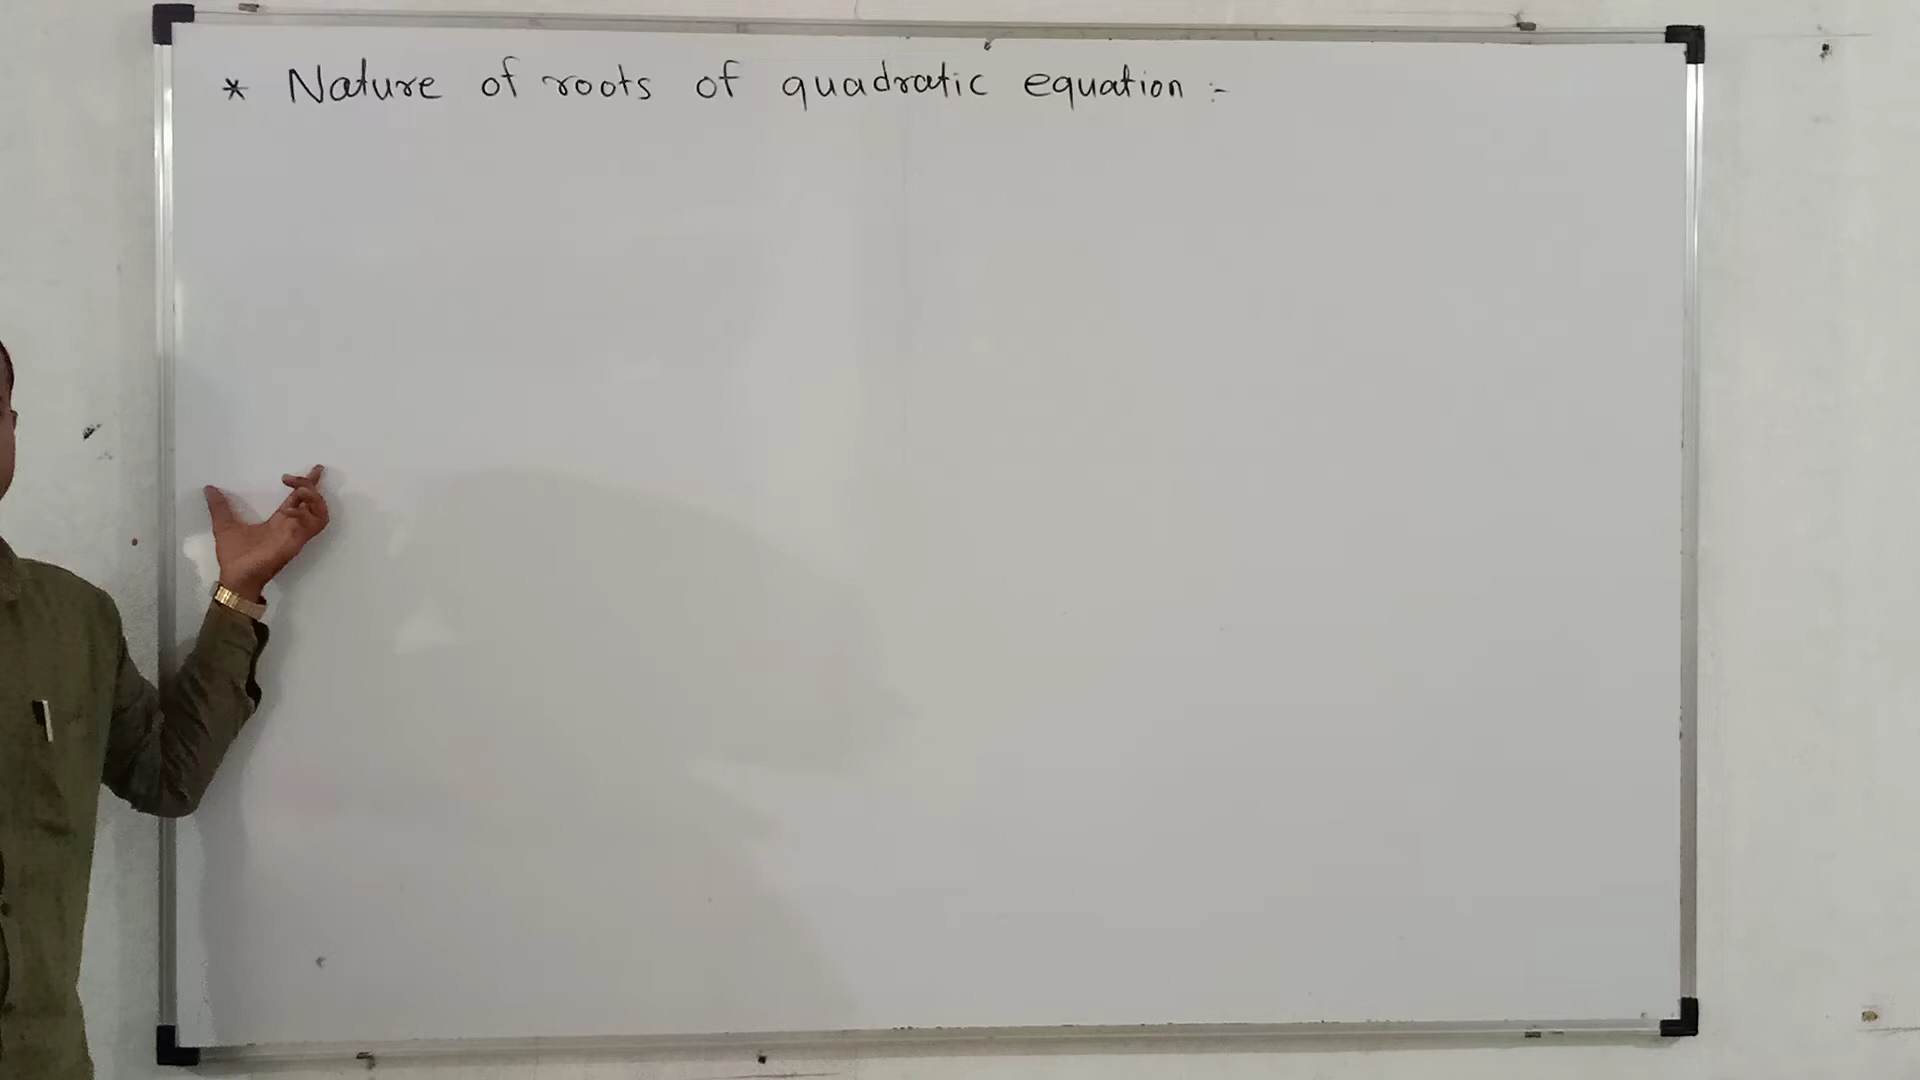 * Nature of roots of quadratic equation :-